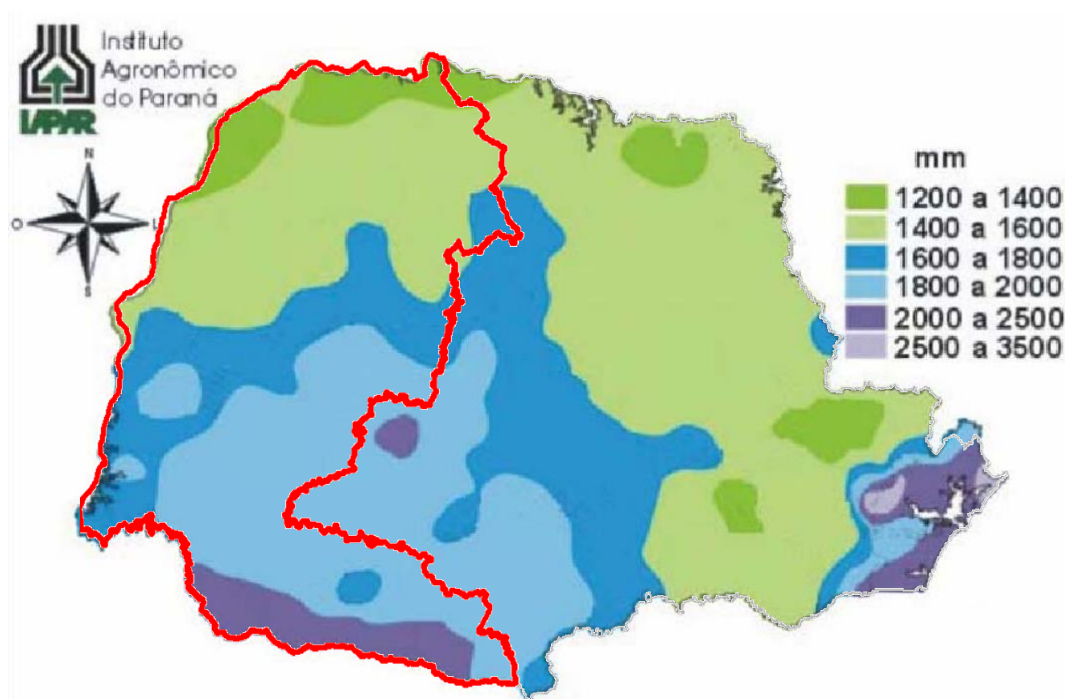 Instituto
Agronômico
do Paraná
IAPAR
N
O
L
S
mm
1200 a 1400
1400 a 1600
1600 a 1800
1800 a 2000
2000 a 2500
2500 a 3500